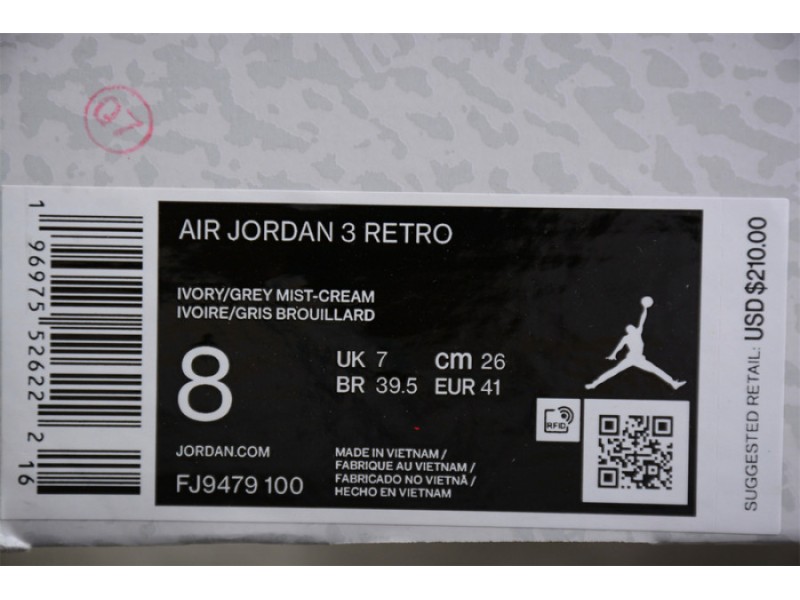 Q7
AIR JORDAN 3 RETRO
IVORY/GREY MIST-CREAM
IVOIRE/GRIS BROUILLARD
8
UK 7 cm 26
BR 39.5 EUR 41
RFID
JORDAN.COM
FJ9479 100
MADE IN VIETNAM /
FABRIQUE AU VIETNAM /
FABRICADO NO VIETNÃ /
HECHO EN VIETNAM
1 96975 52622 2 16
SUGGESTED RETAIL: USD $210.00